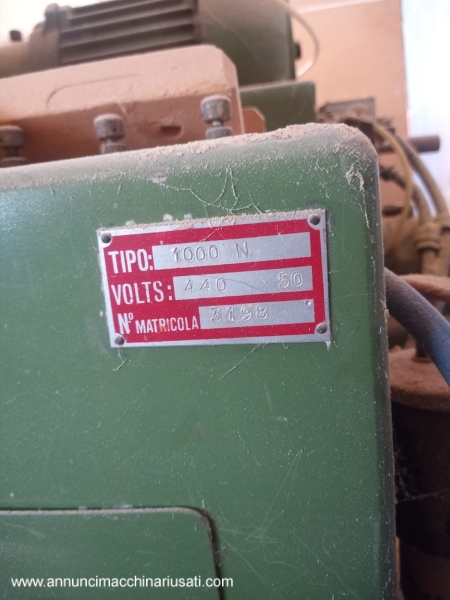 TIPO: 1000 N
VOLTS: 440 50
Nº MATRICOLA 3198
www.annuncimacchinariusati.com